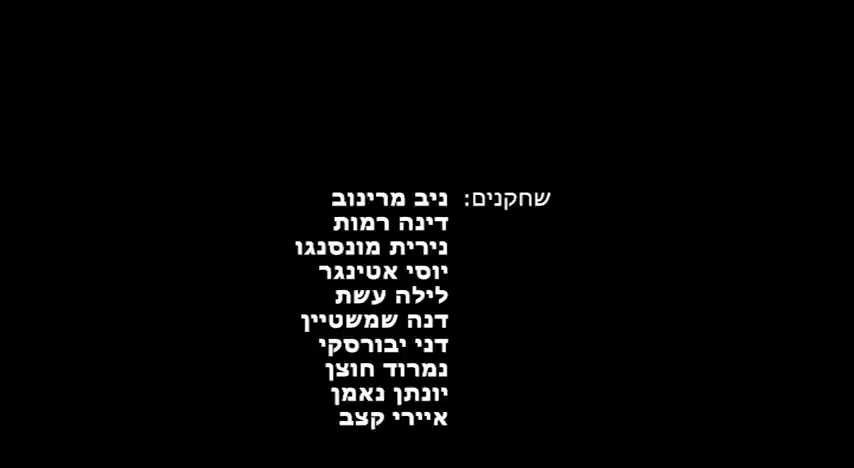 שחקנים: ניב מרינוב
דינה רמות
נירית מונסנגו
יוסי אטינגר
לילה עשת
דנה שמשטיין
דני יבורסקי
נמרוד חוצן
יונתן נאמן
איירי קצב